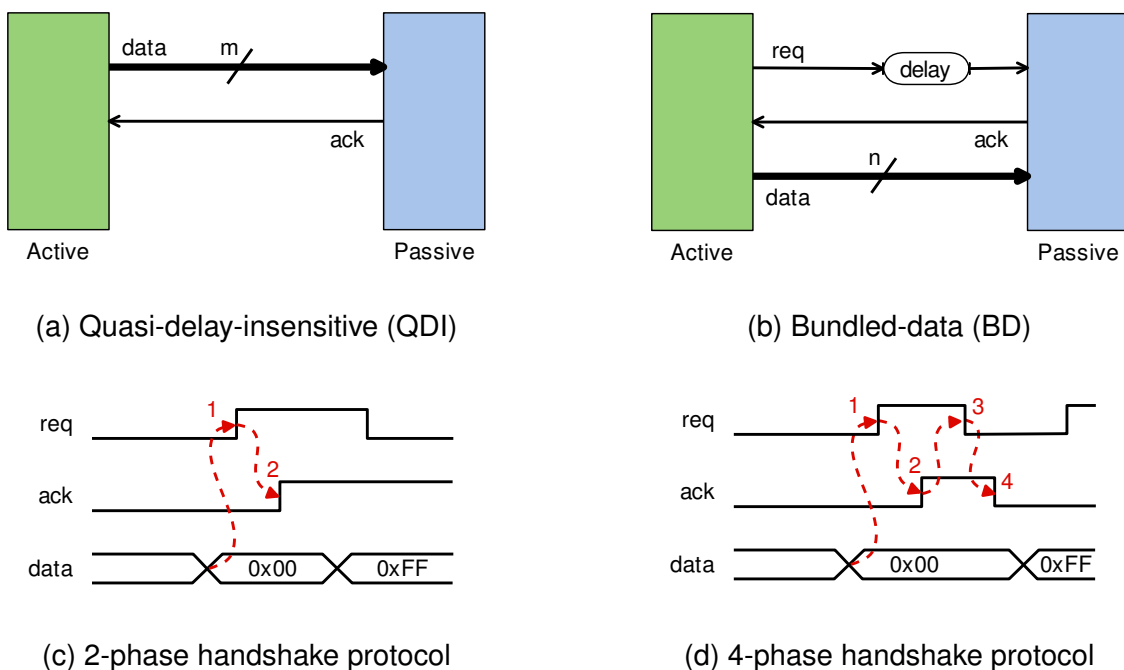 data
m
ack
Active
Passive
(a) Quasi-delay-insensitive (QDI)
req
delay
ack
n
data
Active
Passive
(b) Bundled-data (BD)
req
1
2
ack
data
0x00
0xFF
(c) 2-phase handshake protocol
req
1
3
2
4
ack
data
0x00
0xFF
(d) 4-phase handshake protocol